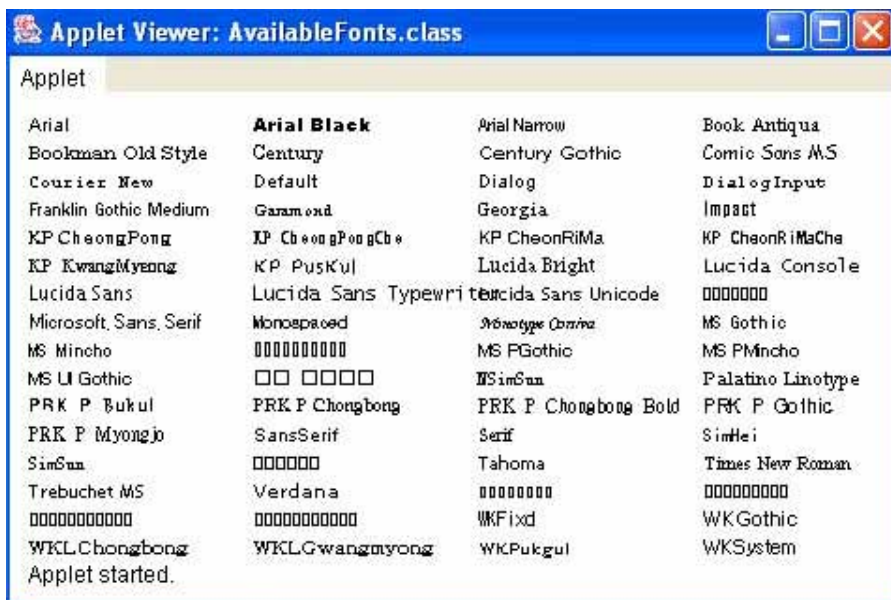 Applet Viewer: AvailableFonts.class
Applet
Arial Arial Black Arial Narrow Book Antiqua
Bookman Old Style Century Century Gothic Comic Sans MS
Courier New Default Dialog DialogInput
Franklin Gothic Medium Garamond Georgia Impact
KP CheongPong KP CheongPongChe KP CheonRiMa KP CheonRiMaChe
KP KwangMyeong KP PusKul Lucida Bright Lucida Console
Lucida Sans Lucida Sans Typewriter Lucida Sans Unicode
Microsoft Sans Serif Monospaced Monotype Corsiva MS Gothic
MS Mincho MS PGothic MS PMincho
MS UI Gothic NSimSun Palatino Linotype
PRK P Bukul PRK P Chongbong PRK P Chongbong Bold PRK P Gothic
PRK P Myongjo SansSerif Serif SimHei
SimSun Tahoma Times New Roman
Trebuchet MS Verdana
WKFixd WKGothic
WKLChongbong WKLGwangmyong WKPukgul WKSystem
Applet started.